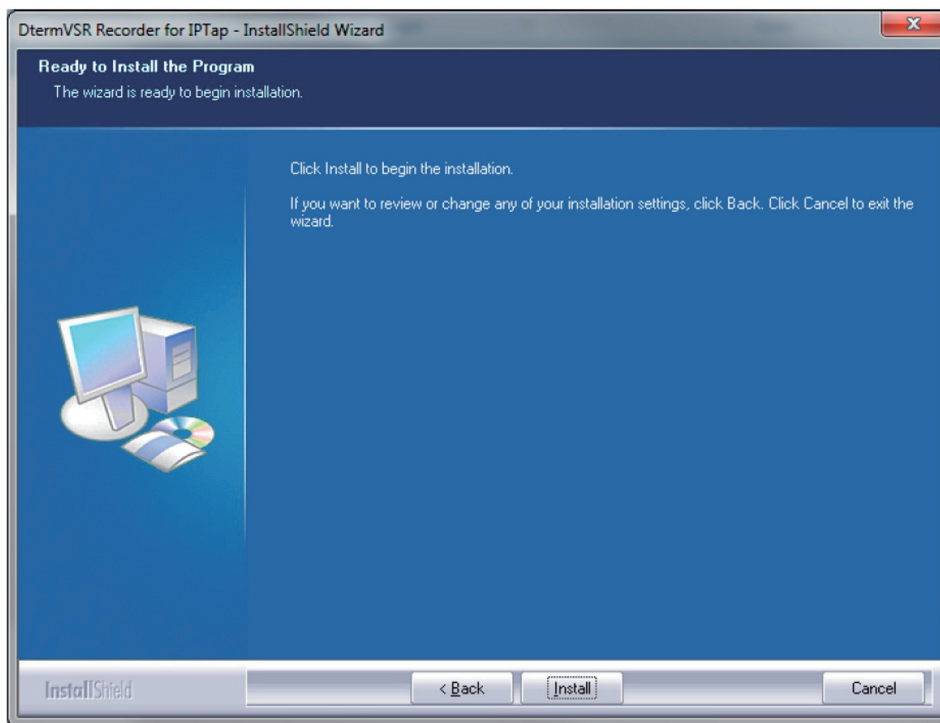 DtermVSR Recorder for IPTap - InstallShield Wizard
Ready to Install the Program
The wizard is ready to begin installation.
Click Install to begin the installation.
If you want to review or change any of your installation settings, click Back. Click Cancel to exit the
wizard.
InstallShield
< Back
Install
Cancel